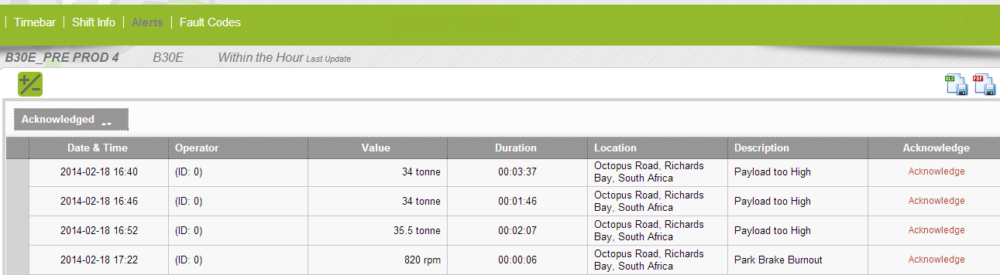 Timebar Shift Info Alerts Fault Codes
B30E_PRE PROD 4 B30E Within the Hour Last Update
+/-
XLS PDF
Acknowledged
Date & Time Operator Value Duration Location Description Acknowledge
2014-02-18 16:40 (ID: 0) 34 tonne 00:03:37 Octopus Road, Richards Payload too High Acknowledge
Bay, South Africa
2014-02-18 16:46 (ID: 0) 34 tonne 00:01:46 Octopus Road, Richards Payload too High Acknowledge
Bay, South Africa
2014-02-18 16:52 (ID: 0) 35.5 tonne 00:02:07 Octopus Road, Richards Payload too High Acknowledge
Bay, South Africa
2014-02-18 17:22 (ID: 0) 820 rpm 00:00:06 Octopus Road, Richards Park Brake Burnout Acknowledge
Bay, South Africa